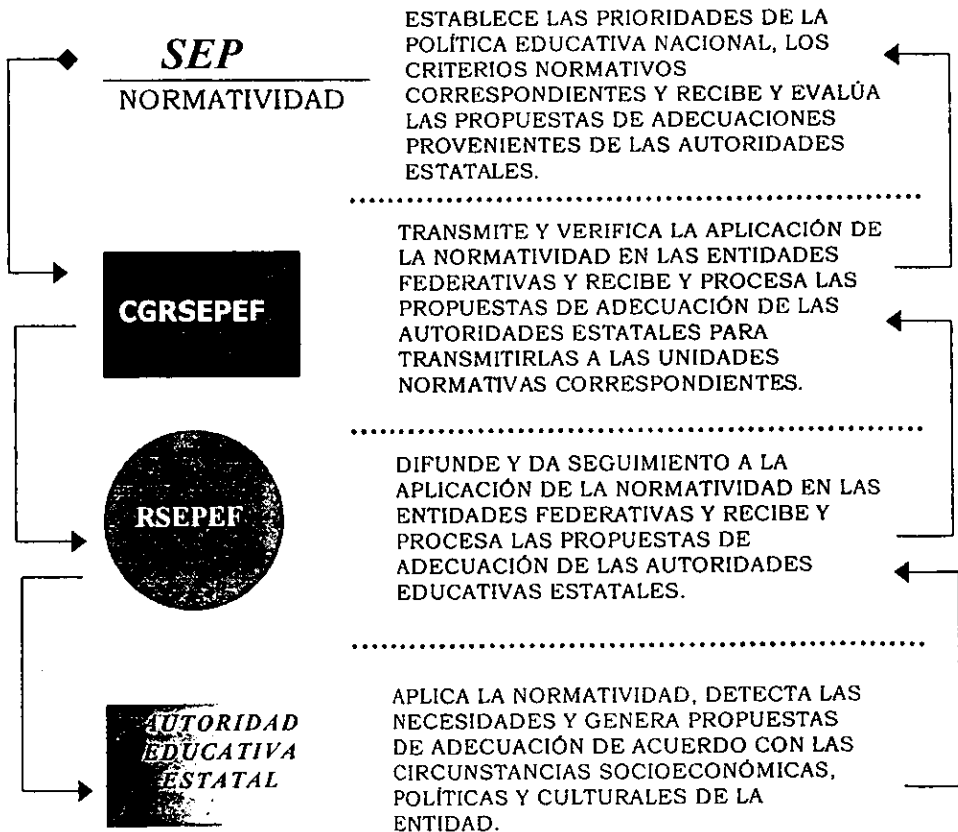 SEP
NORMATIVIDAD
ESTABLECE LAS PRIORIDADES DE LA
POLÍTICA EDUCATIVA NACIONAL, LOS
CRITERIOS NORMATIVOS
CORRESPONDIENTES Y RECIBE Y EVALÚA
LAS PROPUESTAS DE ADECUACIONES
PROVENIENTES DE LAS AUTORIDADES
ESTATALES.
CGRSEPEF
TRANSMITE Y VERIFICA LA APLICACIÓN DE
LA NORMATIVIDAD EN LAS ENTIDADES
FEDERATIVAS Y RECIBE Y PROCESA LAS
PROPUESTAS DE ADECUACIÓN DE LAS
AUTORIDADES ESTATALES PARA
TRANSMITIRLAS A LAS UNIDADES
NORMATIVAS CORRESPONDIENTES.
RSEPEF
DIFUNDE Y DA SEGUIMIENTO A LA
APLICACIÓN DE LA NORMATIVIDAD EN LAS
ENTIDADES FEDERATIVAS Y RECIBE Y
PROCESA LAS PROPUESTAS DE
ADECUACIÓN DE LAS AUTORIDADES
EDUCATIVAS ESTATALES.
AUTORIDAD
EDUCATIVA
ESTATAL
APLICA LA NORMATIVIDAD, DETECTA LAS
NECESIDADES Y GENERA PROPUESTAS
DE ADECUACIÓN DE ACUERDO CON LAS
CIRCUNSTANCIAS SOCIOECONÓMICAS,
POLÍTICAS Y CULTURALES DE LA
ENTIDAD.